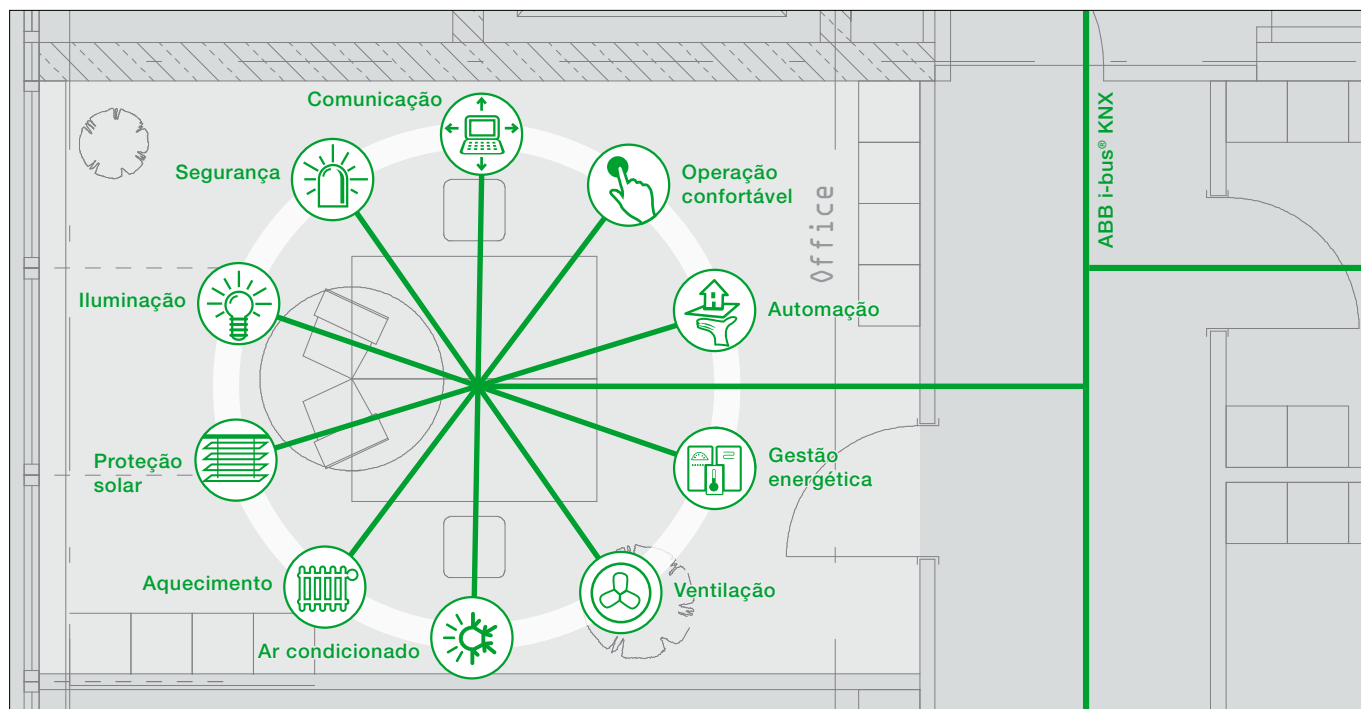 Comunicação
Segurança
Operação
confortável
Office
ABB i-bus® KNX
Iluminação
Automação
Proteção
solar
Gestão
energética
Aquecimento
Ventilação
Ar condicionado